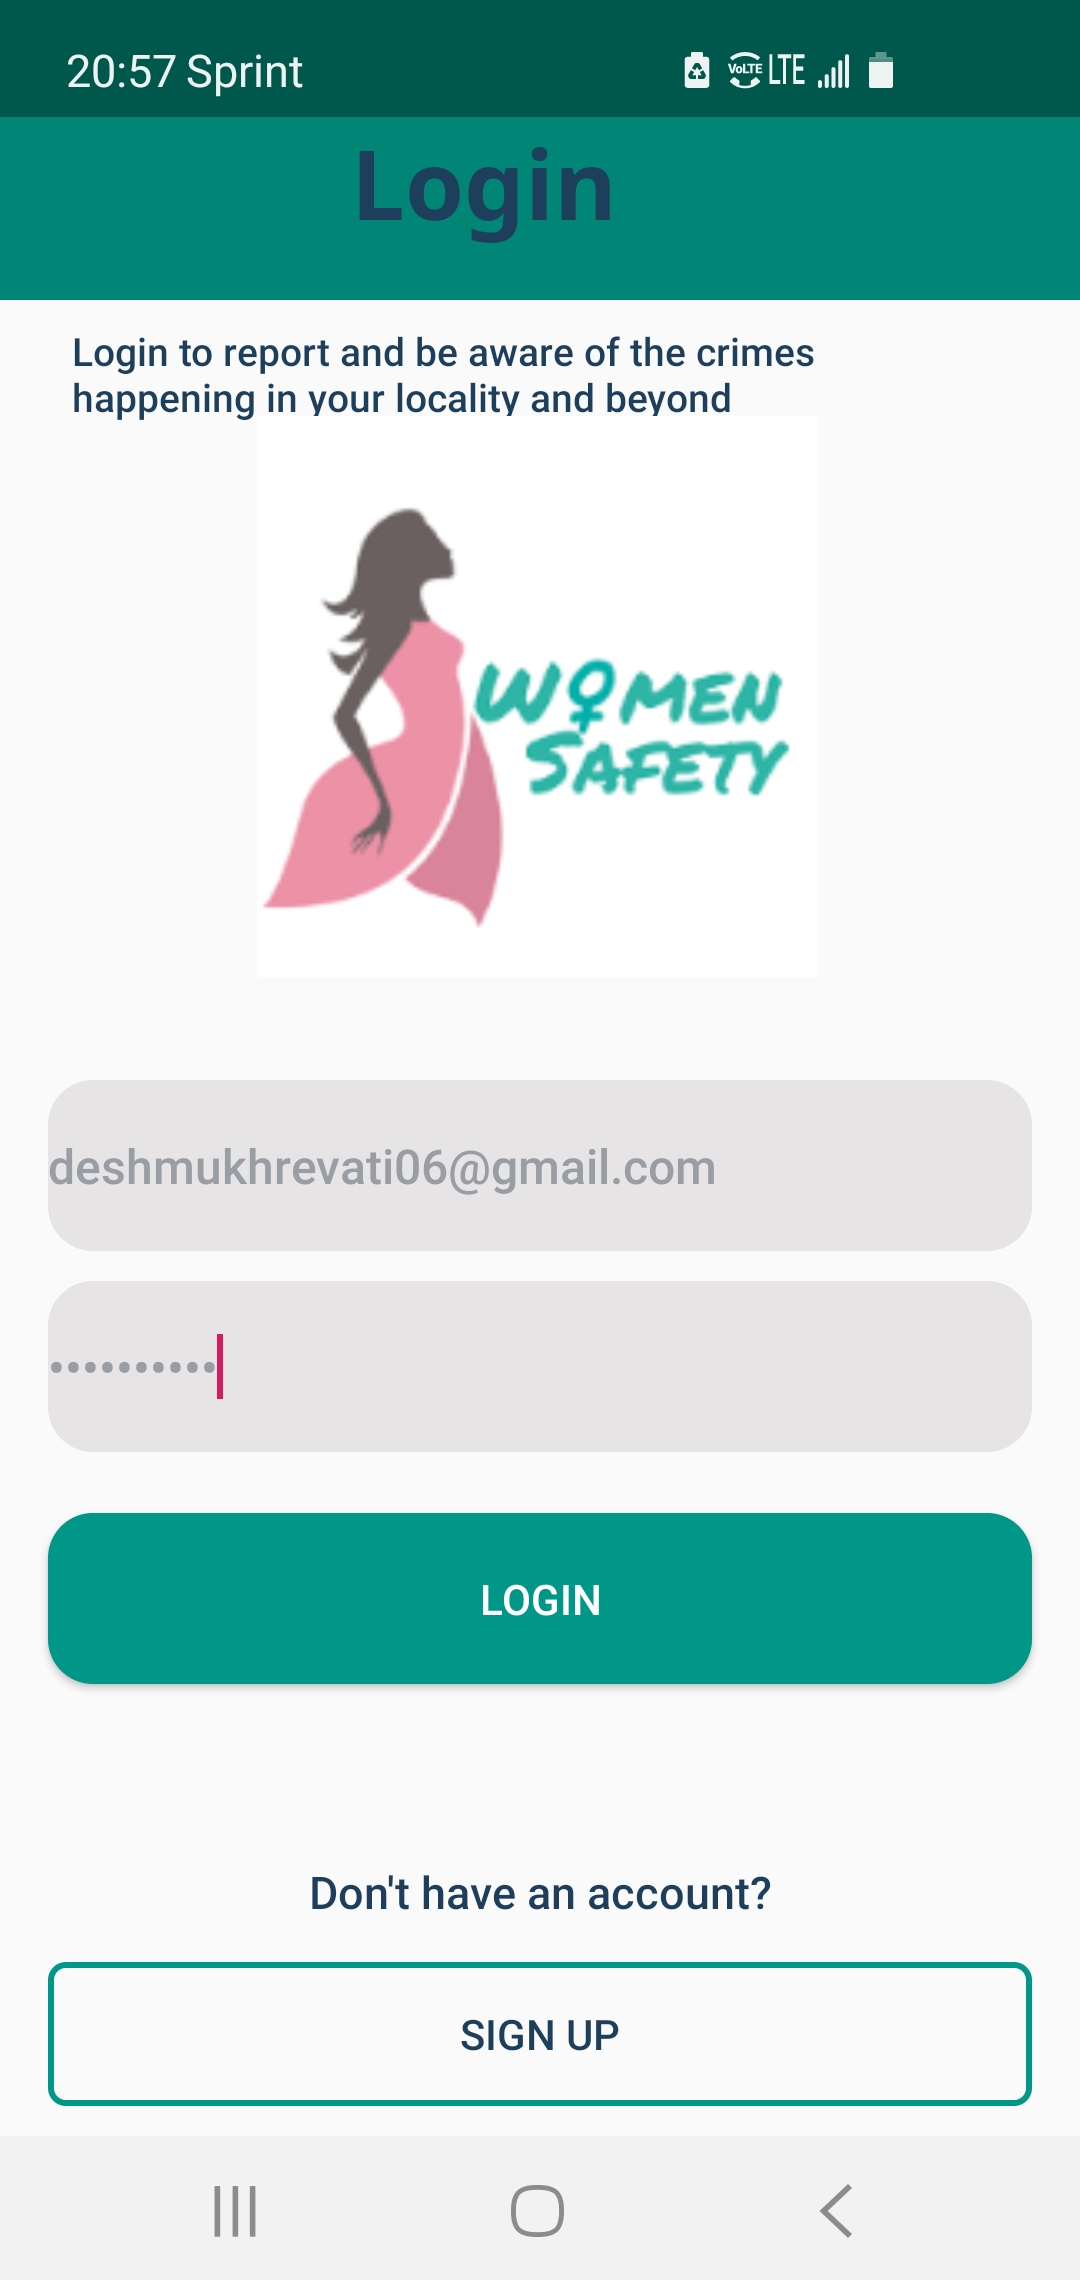 20:57 Sprint VoLTE LTE
Login
Login to report and be aware of the crimes
happening in your locality and beyond
WOMEN
SAFETY
deshmukhrevati06@gmail.com
••••••••••
LOGIN
Don't have an account?
SIGN UP